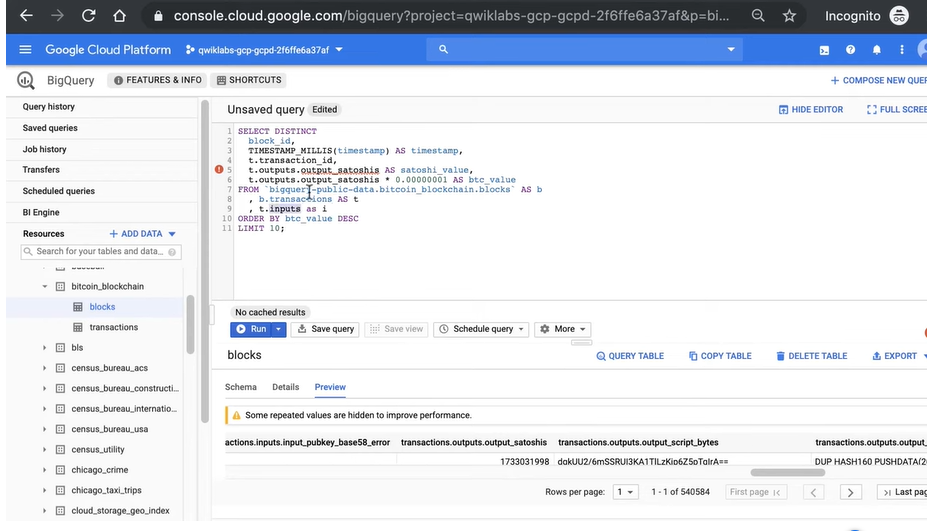 console.cloud.google.com/bigquery?project=qwiklabs-gcp-gcpd-2f6ffe6a37af&p=bi... Incognito
Google Cloud Platform qwiklabs-gcp-gcpd-2f6ffe6a37af
BigQuery FEATURES & INFO SHORTCUTS + COMPOSE NEW QUER
Query history
Saved queries
Job history
Transfers
Scheduled queries
BI Engine
Resources + ADD DATA
Search for your tables and data...
bitcoin_blockchain
blocks
transactions
bls
census_bureau_acs
census_bureau_constructi...
census_bureau_internatio...
census_bureau_usa
census_utility
chicago_crime
chicago_taxi_trips
cloud_storage_geo_index
Unsaved query Edited HIDE EDITOR FULL SCREE
1 SELECT DISTINCT
2 block_id,
3 TIMESTAMP_MILLIS(timestamp) AS timestamp,
4 t.transaction_id,
5 t.outputs.output_satoshis AS satoshi_value,
6 t.outputs.output_satoshis * 0.00000001 AS btc_value
7 FROM `bigquery-public-data.bitcoin_blockchain.blocks` AS b
8 , b.transactions AS t
9 , t.inputs as i
10 ORDER BY btc_value DESC
11 LIMIT 10;
No cached results
Run Save query Save view Schedule query More
blocks QUERY TABLE COPY TABLE DELETE TABLE EXPORT
Schema Details Preview
Some repeated values are hidden to improve performance.
actions.inputs.input_pubkey_base58_error transactions.outputs.output_satoshis transactions.outputs.output_script_bytes transactions.outputs.output_
1733031998
Rows per page: 1 1 - 1 of 540584 First page Last pag